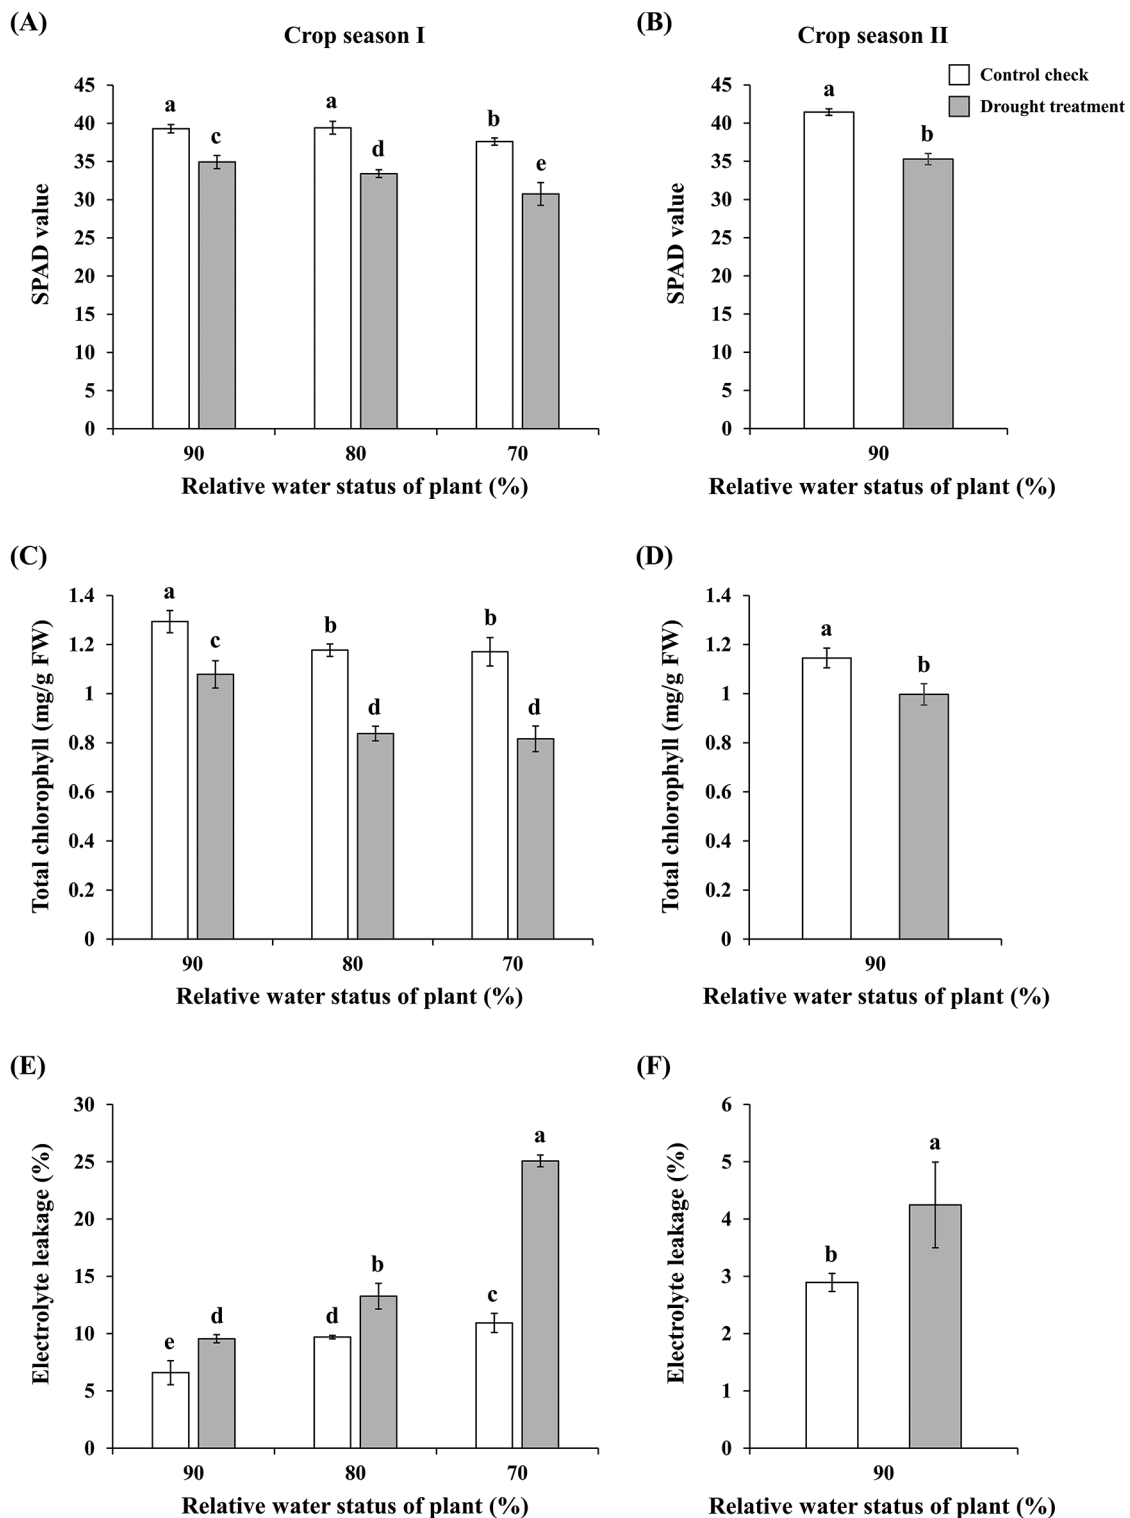 (A)
Crop season I
SPAD value
45
40
35
30
25
20
15
10
5
0
a
c
a
d
b
e
90
80
70
Relative water status of plant (%)
(B)
Crop season II
Control check
Drought treatment
SPAD value
45
40
35
30
25
20
15
10
5
0
a
b
90
Relative water status of plant (%)
(C)
Total chlorophyll (mg/g FW)
1.4
1.2
1
0.8
0.6
0.4
0.2
0
a
c
b
d
b
d
90
80
70
Relative water status of plant (%)
(D)
Total chlorophyll (mg/g FW)
1.4
1.2
1
0.8
0.6
0.4
0.2
0
a
b
90
Relative water status of plant (%)
(E)
Electrolyte leakage (%)
30
25
20
15
10
5
0
e
d
d
b
c
a
90
80
70
Relative water status of plant (%)
(F)
Electrolyte leakage (%)
6
5
4
3
2
1
0
b
a
90
Relative water status of plant (%)